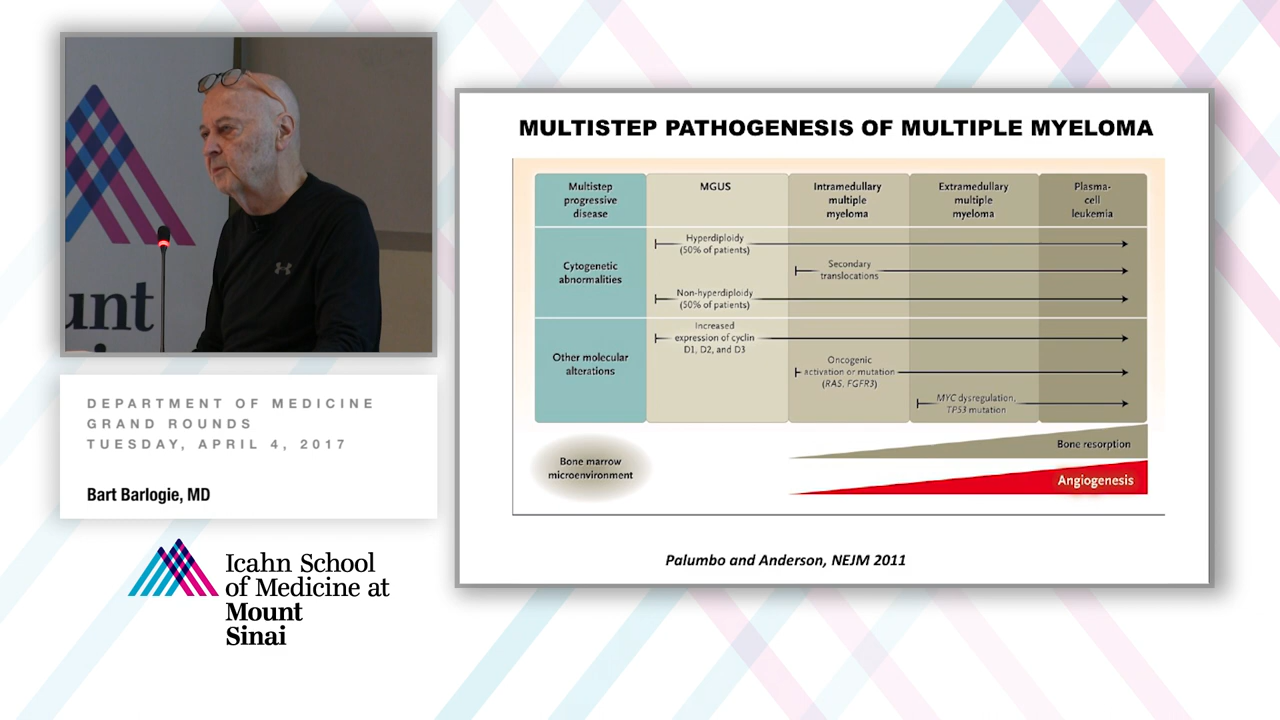 unt
DEPARTMENT OF MEDICINE
GRAND ROUNDS
TUESDAY, APRIL 4, 2017
Bart Barlogie, MD
Icahn School
of Medicine at
Mount
Sinai
MULTISTEP PATHOGENESIS OF MULTIPLE MYELOMA
Multistep
progressive
disease
MGUS
Intramedullary
multiple
myeloma
Extramedullary
multiple
myeloma
Plasma-
cell
leukemia
Cytogenetic
abnormalities
Hyperdiploidy
(50% of patients)
Secondary
translocations
Non-hyperdiploidy
(50% of patients)
Other molecular
alterations
Increased
expression of cyclin
D1, D2, and D3
Oncogenic
activation or mutation
(RAS, FGFR3)
MYC dysregulation,
TP53 mutation
Bone marrow
microenvironment
Bone resorption
Angiogenesis
Palumbo and Anderson, NEJM 2011